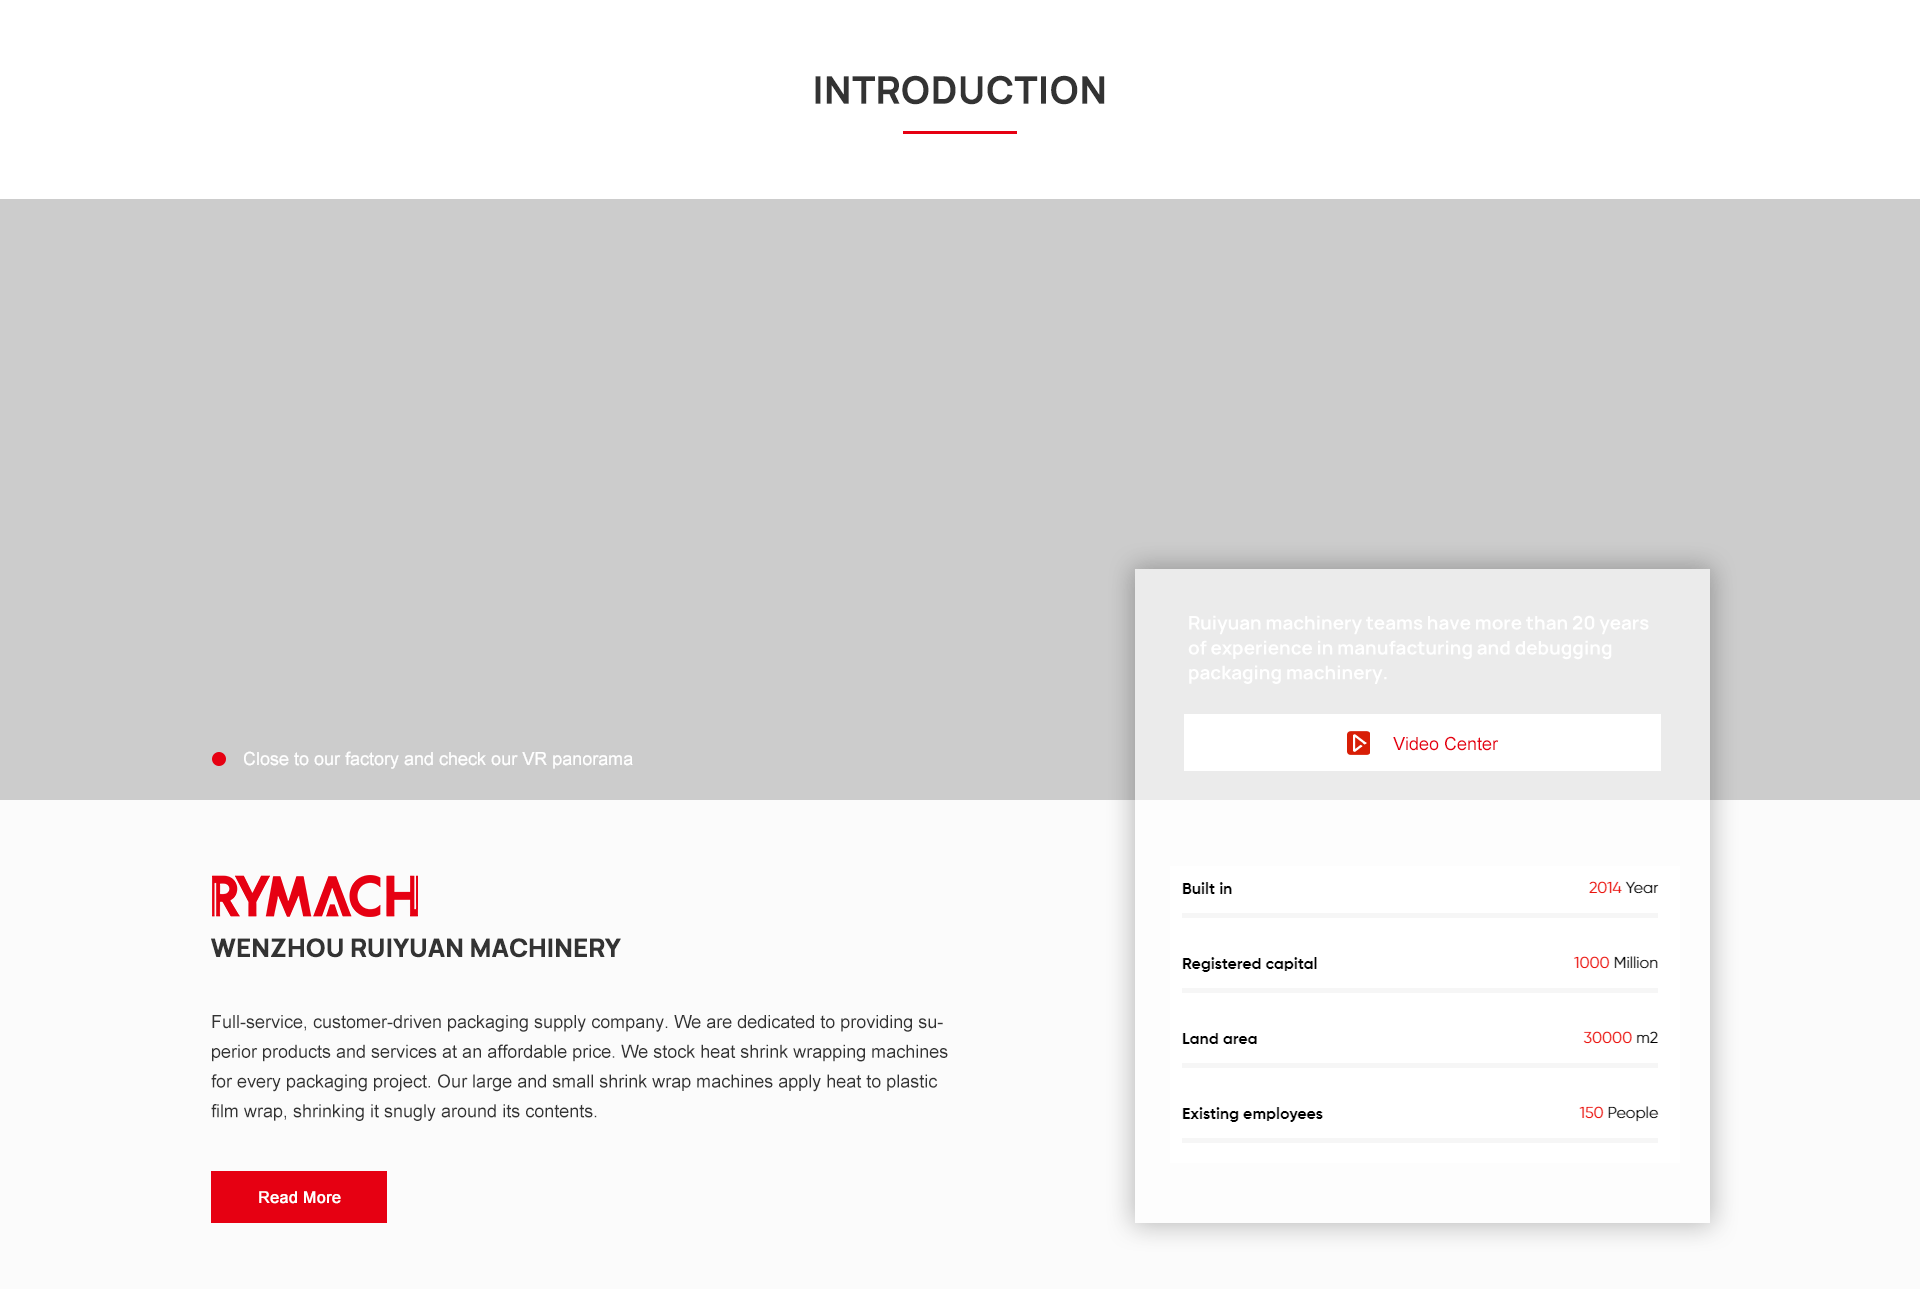 INTRODUCTION
Ruiyuan machinery teams have more than 20 years
of experience in manufacturing and debugging
packaging machinery.
Video Center
Close to our factory and check our VR panorama
RYMACH
WENZHOU RUIYUAN MACHINERY
Full-service, customer-driven packaging supply company. We are dedicated to providing su-
perior products and services at an affordable price. We stock heat shrink wrapping machines
for every packaging project. Our large and small shrink wrap machines apply heat to plastic
film wrap, shrinking it snugly around its contents.
Read More
Built in 2014 Year
Registered capital 1000 Million
Land area 30000 m2
Existing employees 150 People